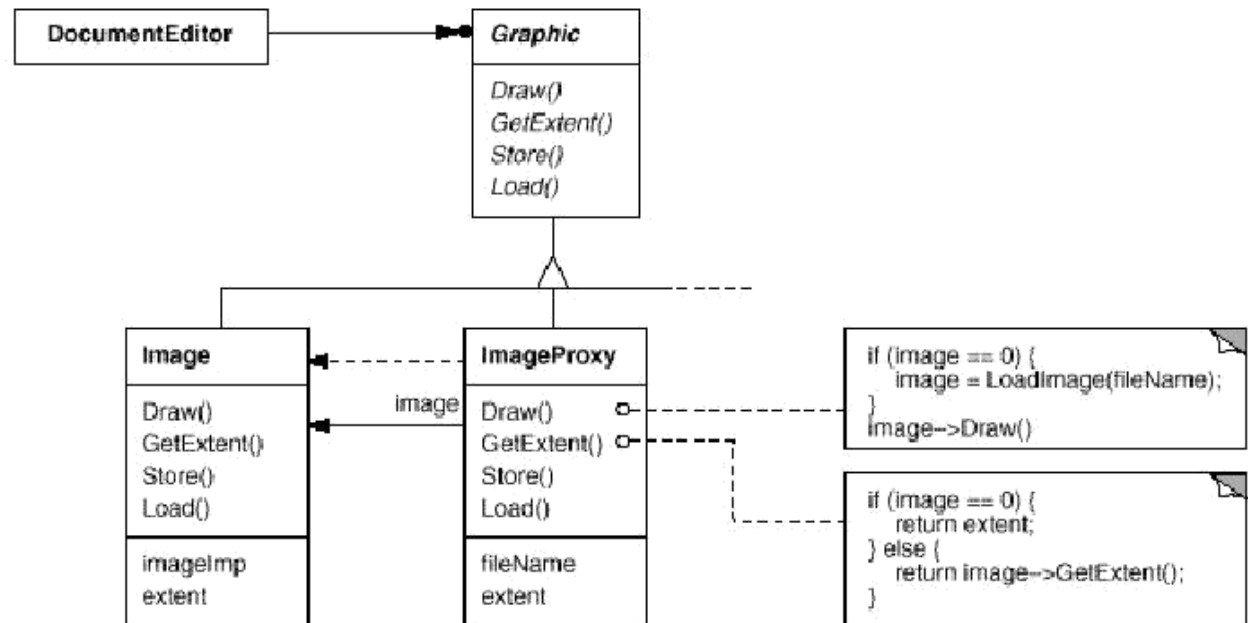 DocumentEditor
Graphic
Draw()
GetExtent()
Store()
Load()
Image
Draw()
GetExtent()
Store()
Load()
imageImp
extent
image
ImageProxy
Draw()
GetExtent()
Store()
Load()
fileName
extent
if (image == 0) {
image = LoadImage(fileName);
}
image->Draw()
if (image == 0) {
return extent;
} else {
return image->GetExtent();
}